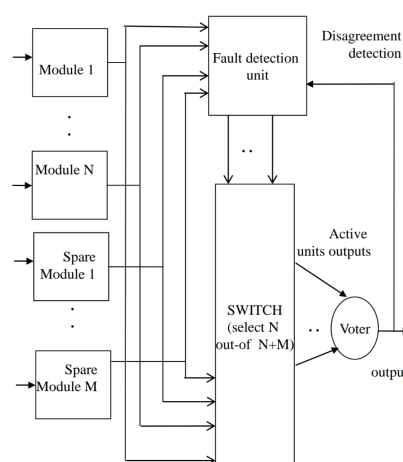 Disagreement
detection
Fault detection
unit
Module 1
Module N
Spare
Module 1
Spare
Module M
SWITCH
(select N
out-of N+M)
Active
units outputs
Voter
output